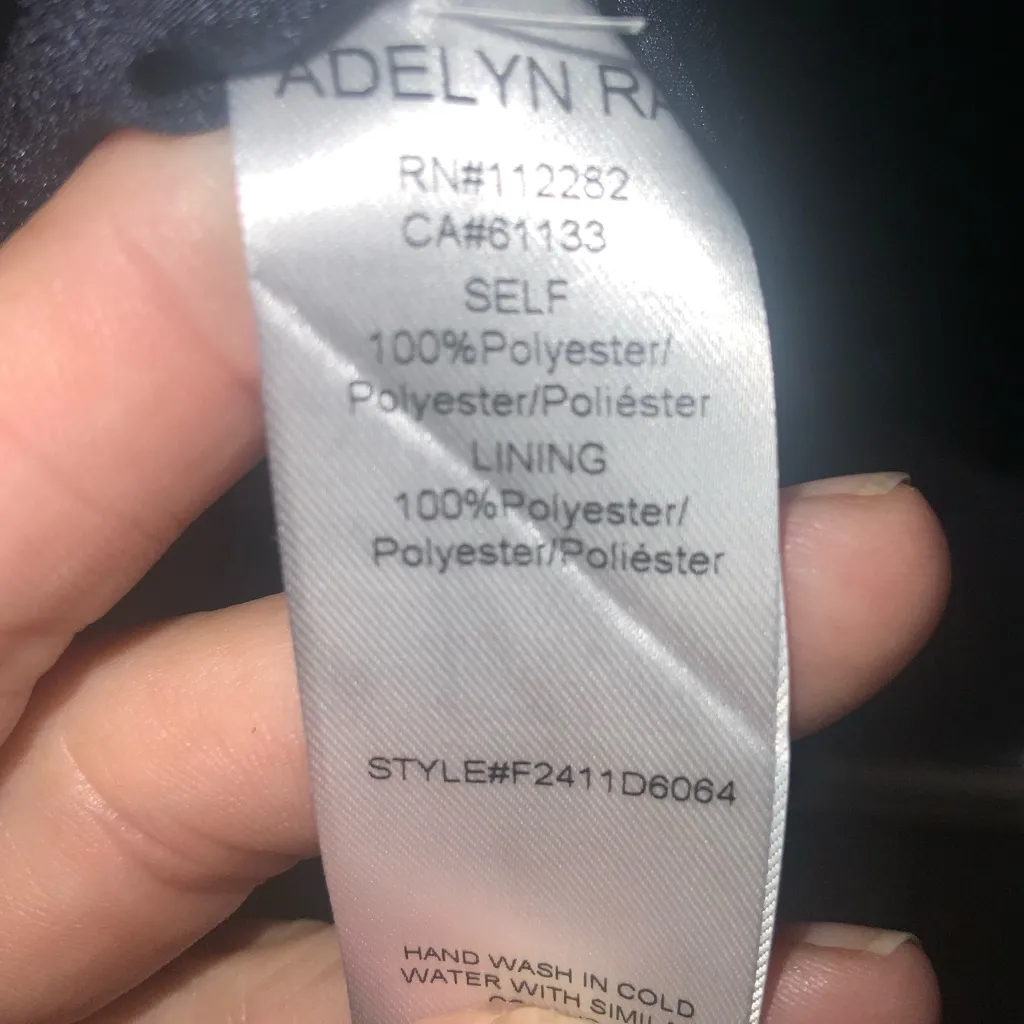 ADELYN RA
RN#112282
CA#61133
SELF
100%Polyester/
Polyester/Poliéster
LINING
100%Polyester/
Polyester/Poliéster
STYLE#F2411D6064
HAND WASH IN COLD
WATER WITH SIMILA